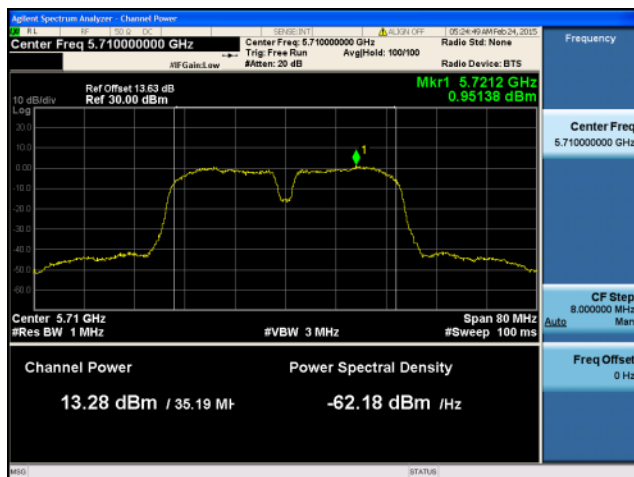 Agilent Spectrum Analyzer - Channel Power
RL RF 50 Ω DC SENSE:INT ALIGN OFF 05:24:49 AM Feb 24, 2015
Center Freq 5.710000000 GHz
Center Freq: 5.710000000 GHz
Radio Std: None
Trig: Free Run Avg|Hold: 100/100
#IFGain:Low #Atten: 20 dB Radio Device: BTS
Frequency
Ref Offset 13.63 dB
Ref 30.00 dBm
Mkr1 5.7212 GHz
0.95138 dBm
10 dB/div
Log
20.0
10.0
0.00
-10.0
-20.0
-30.0
-40.0
-50.0
-60.0
1
Center 5.71 GHz Span 80 MHz
#Res BW 1 MHz #VBW 3 MHz #Sweep 100 ms
Channel Power Power Spectral Density
13.28 dBm / 35.19 MH -62.18 dBm /Hz
Center Freq
5.710000000 GHz
CF Step
8.000000 MHz
Auto Man
Freq Offset
0 Hz
MSG STATUS